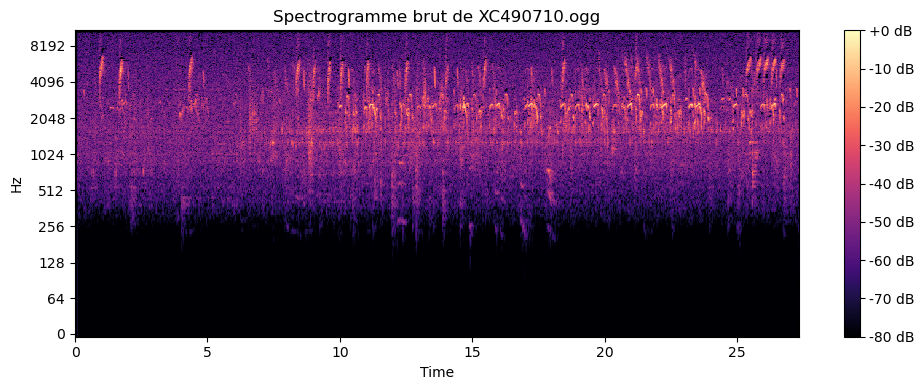 Spectrogramme brut de XC490710.ogg
8192
4096
2048
1024
512
256
128
64
0
Hz
0
5
10
15
20
25
Time
+0 dB
-10 dB
-20 dB
-30 dB
-40 dB
-50 dB
-60 dB
-70 dB
-80 dB